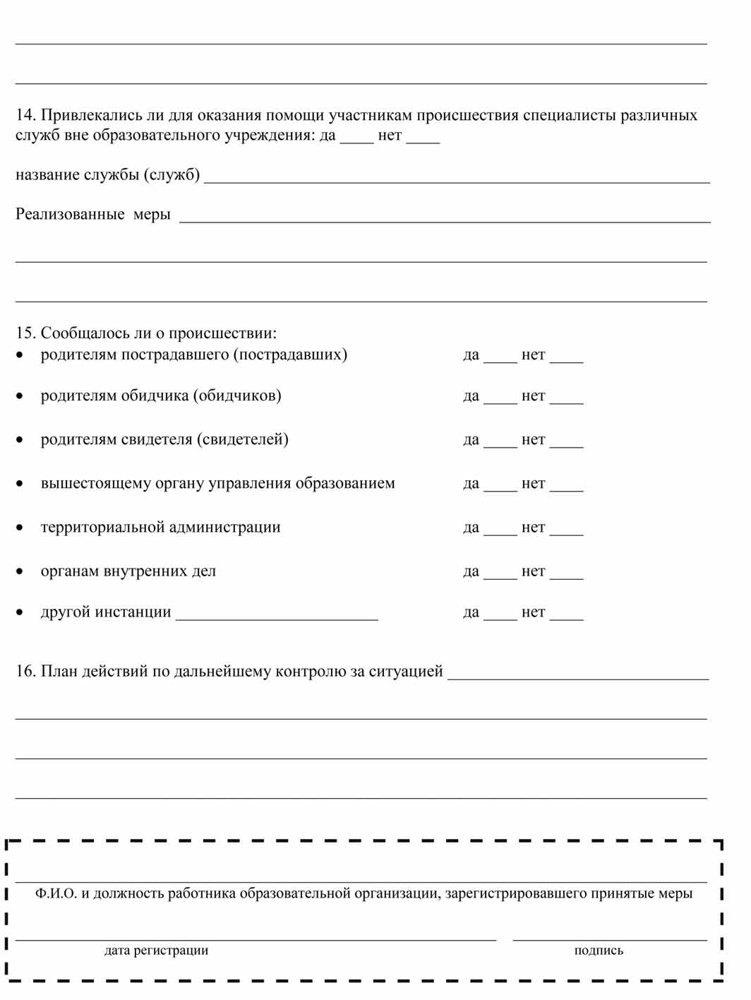 14. Привлекались ли для оказания помощи участникам происшествия специалисты различных
служб вне образовательного учреждения: да ____ нет ____
название службы (служб) ____
Реализованные меры ____
15. Сообщалось ли о происшествии:
• родителям пострадавшего (пострадавших) да ____ нет ____
• родителям обидчика (обидчиков) да ____ нет ____
• родителям свидетеля (свидетелей) да ____ нет ____
• вышестоящему органу управления образованием да ____ нет ____
• территориальной администрации да ____ нет ____
• органам внутренних дел да ____ нет ____
• другой инстанции ____ да ____ нет ____
16. План действий по дальнейшему контролю за ситуацией ____
Ф.И.О. и должность работника образовательной организации, зарегистрировавшего принятые меры
дата регистрации подпись